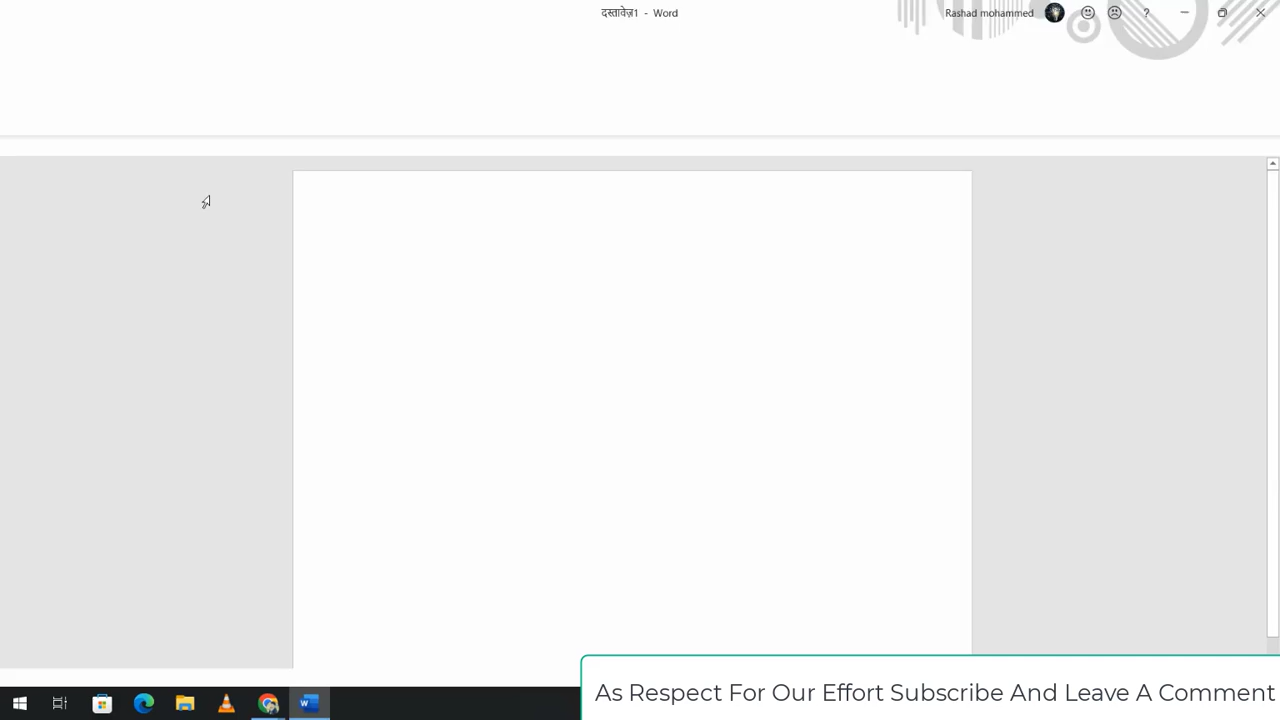 दस्तावेज़1 - Word
Rashad mohammed
As Respect For Our Effort Subscribe And Leave A Comment